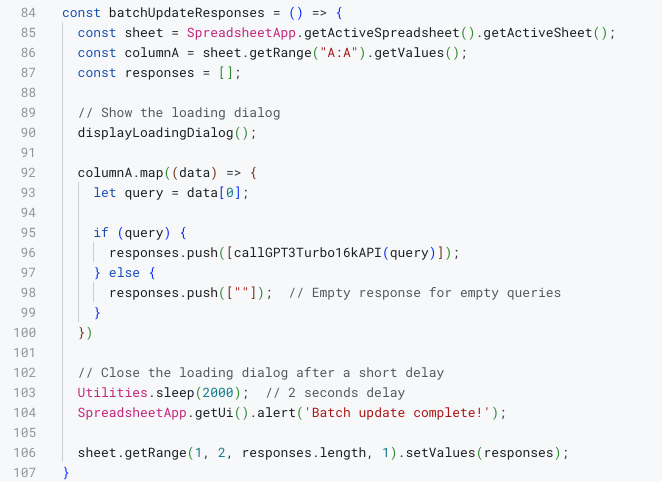 84 const batchUpdateResponses = () => {
85 const sheet = SpreadsheetApp.getActiveSpreadsheet().getActiveSheet();
86 const columnA = sheet.getRange("A:A").getValues();
87 const responses = [];
88
89 // Show the loading dialog
90 displayLoadingDialog();
91
92 columnA.map((data) => {
93 let query = data[0];
94
95 if (query) {
96 responses.push([callGPT3Turbo16kAPI(query)]);
97 } else {
98 responses.push([""]);  // Empty response for empty queries
99 }
100 })
101
102 // Close the loading dialog after a short delay
103 Utilities.sleep(2000);  // 2 seconds delay
104 SpreadsheetApp.getUi().alert('Batch update complete!');
105
106 sheet.getRange(1, 2, responses.length, 1).setValues(responses);
107 }